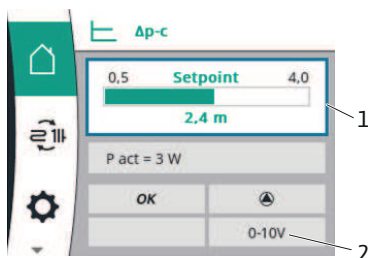 Δp-c
0,5 Setpoint 4,0
2,4 m
1
P act = 3 W
OK
0-10V
2